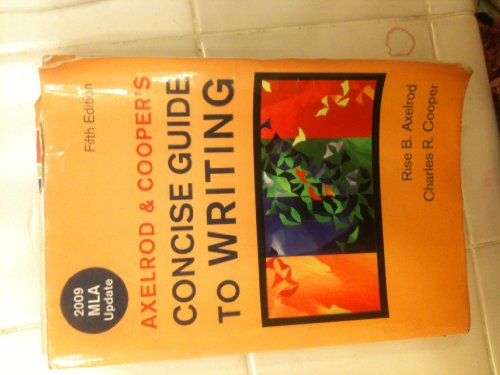 2009
MLA
Update
Fifth Edition
AXELROD & COOPER'S
CONCISE GUIDE
TO WRITING
Rise B. Axelrod
Charles R. Cooper